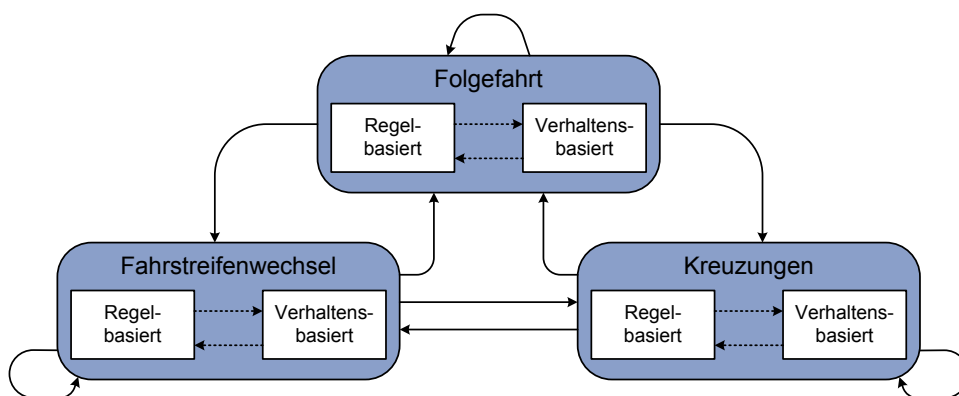 Folgefahrt
Regel-
basiert
Verhaltens-
basiert
Fahrstreifenwechsel
Regel-
basiert
Verhaltens-
basiert
Kreuzungen
Regel-
basiert
Verhaltens-
basiert